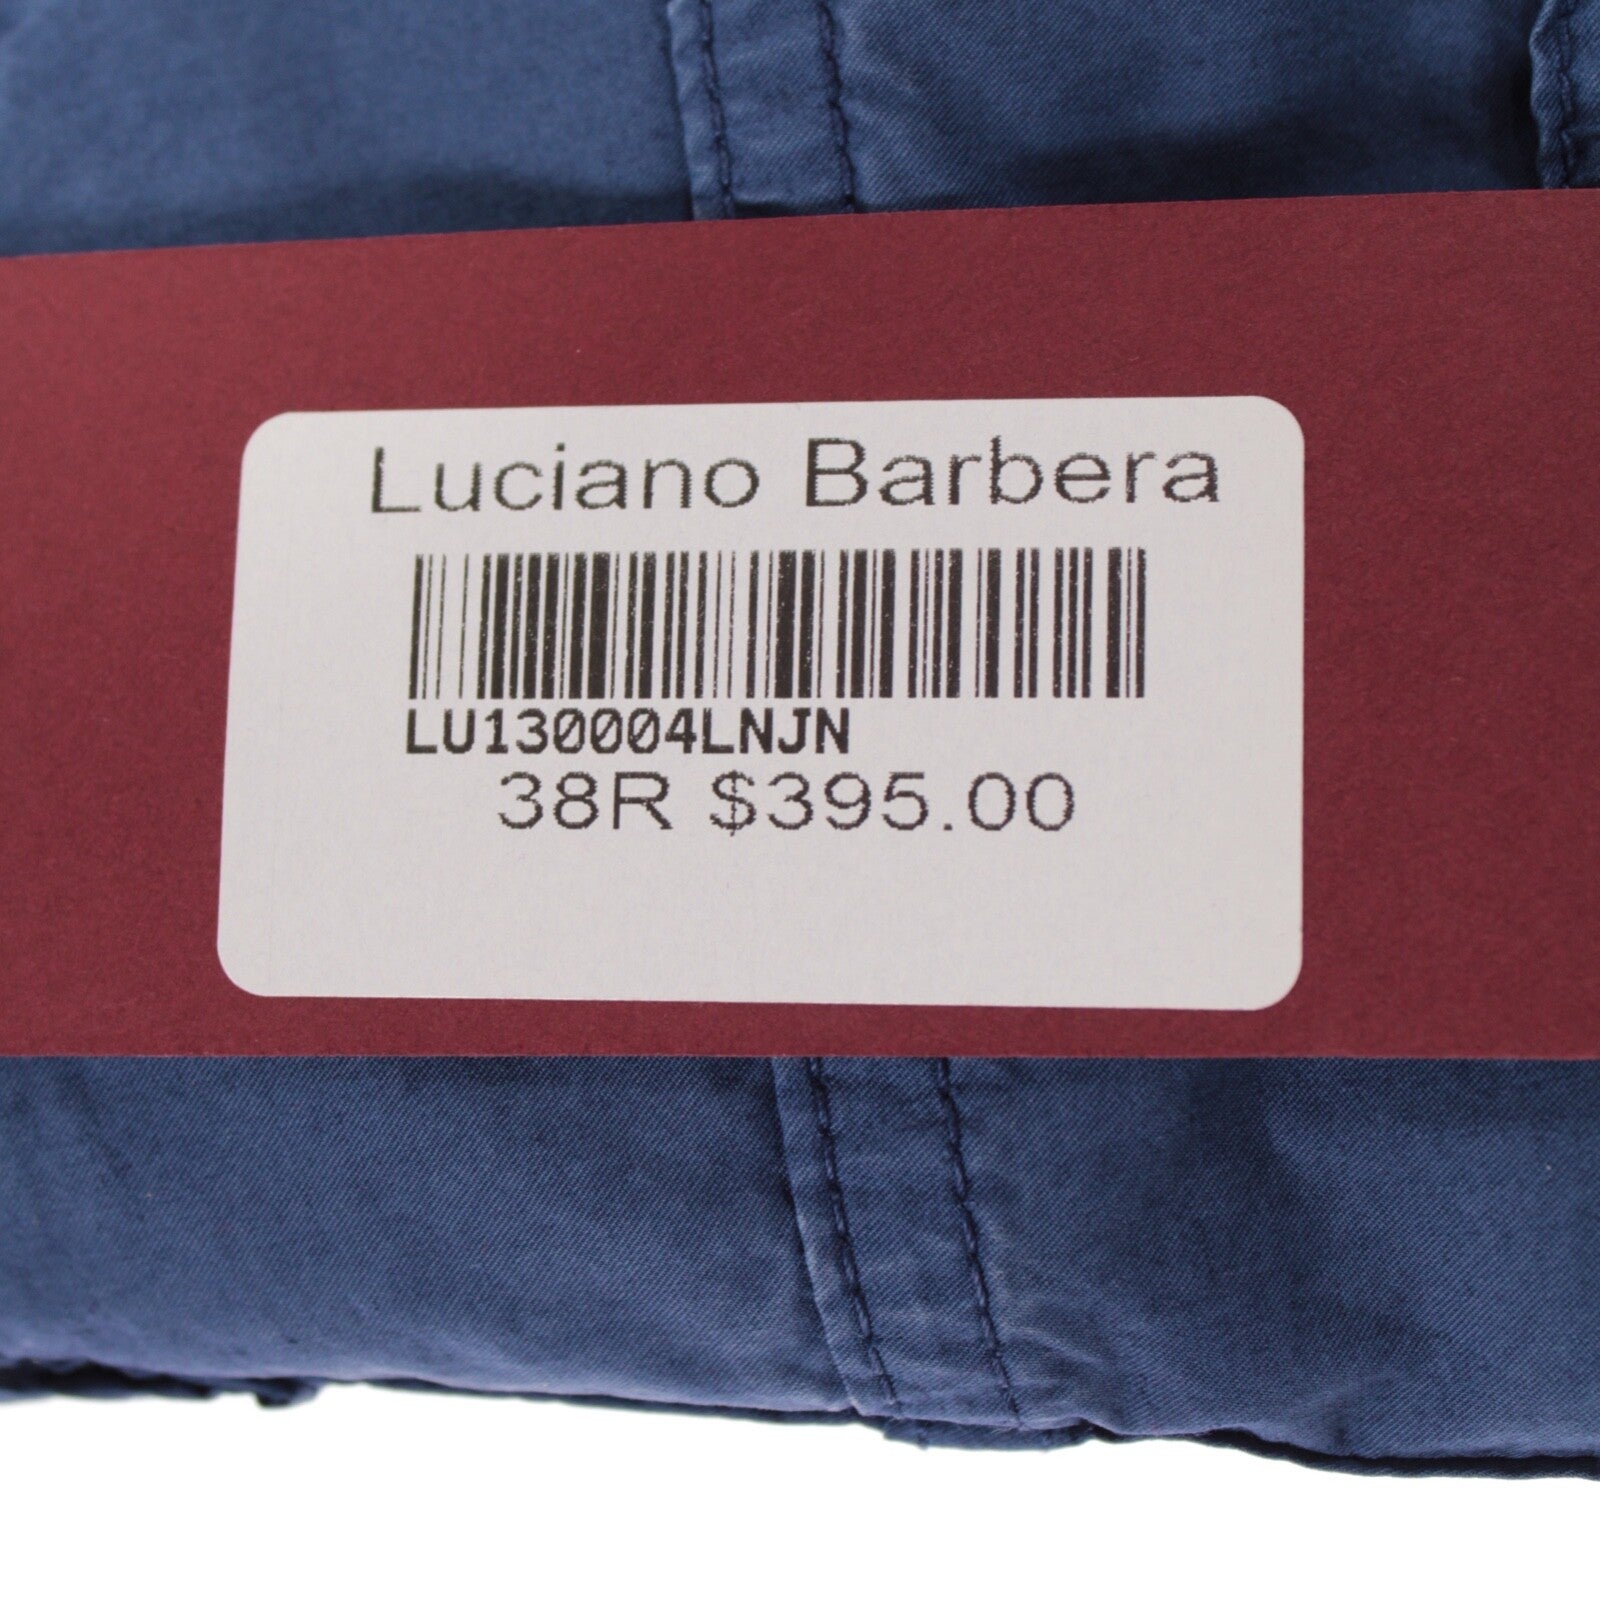 Luciano Barbera
LU130004LNJN
38R $395.00